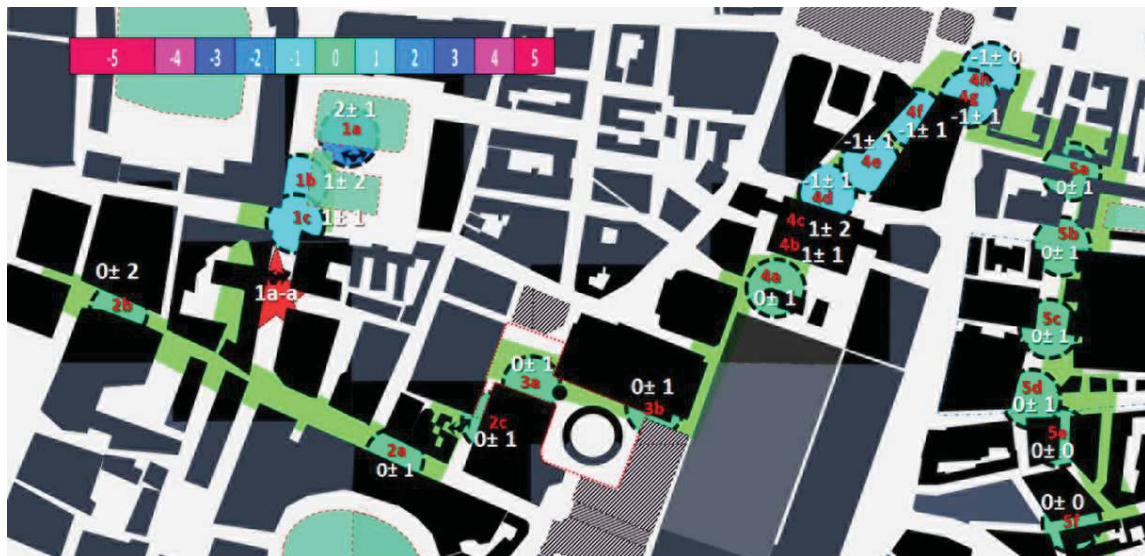 -5 -4 -3 -2 -1 0 1 2 3 4 5
-1± 0
4h
4g
-1± 1
2± 1
1a
4f
-1± 1
-1± 1
4e
5a
0± 1
1b
1± 2
-1± 1
4d
1c
1± 1
4c
1± 2
4b
1± 1
5b
0± 1
0± 2
2b
1a-a
4a
0± 1
5c
0± 1
0± 1
3a
0± 1
3b
5d
0± 1
2c
0± 1
5e
0± 0
2a
0± 1
0± 0
5f